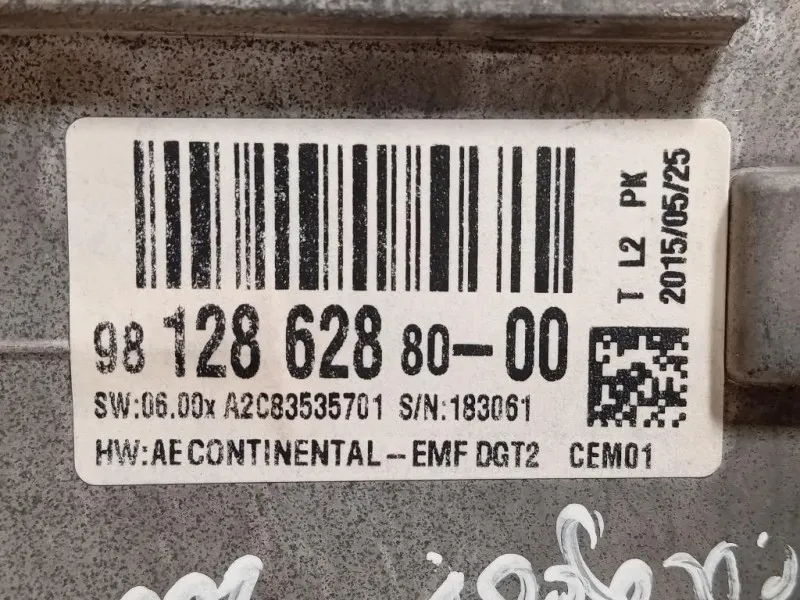 98 128 628 80-00
SW:06.00x A2C83535701 S/N:183061
HW:AE CONTINENTAL-EMF DGT2 CEM01
T L2 PK
2015/05/25